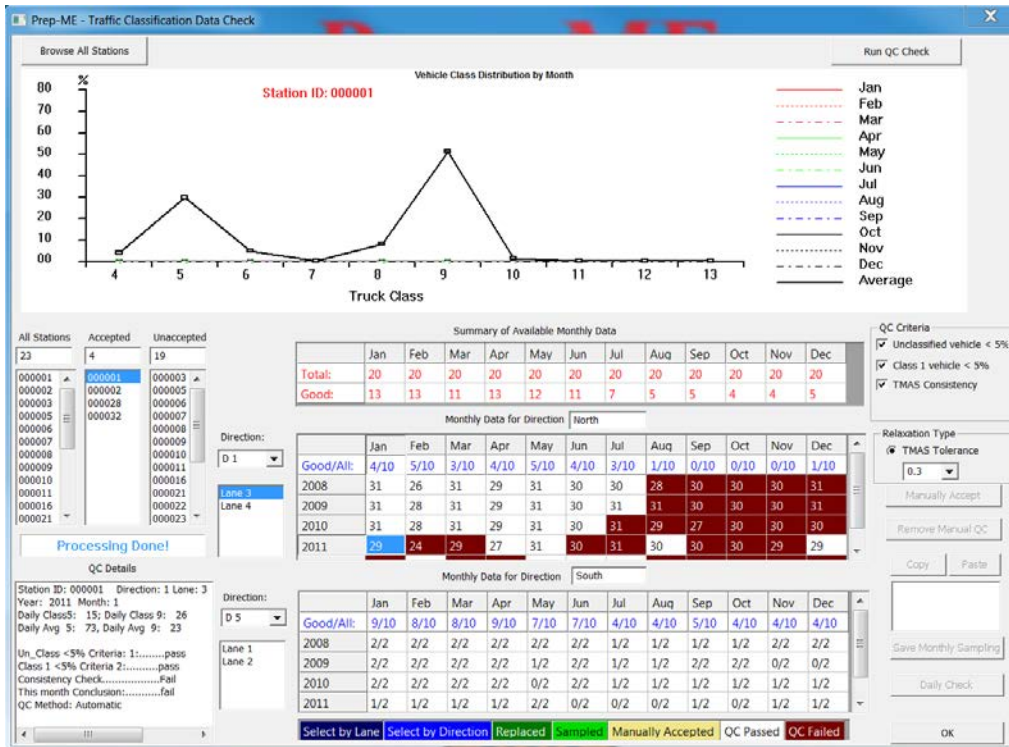 Prep-ME - Traffic Classification Data Check
Browse All Stations
Run QC Check
Vehicle Class Distribution by Month
%
Station ID: 000001
80
70
60
50
40
30
20
10
00
4 5 6 7 8 9 10 11 12 13
Truck Class
Jan
Feb
Mar
Apr
May
Jun
Jul
Aug
Sep
Oct
Nov
Dec
Average
All Stations Accepted Unaccepted
23 4 19
000001 000001 000003
000002 000002 000005
000003 000028 000006
000005 000032 000007
000006 000008
000007 000009
000008 000010
000009 000011
000010 000016
000011 000021
000016 000022
000021 000023
Processing Done!
QC Details
Station ID: 000001 Direction: 1 Lane: 3
Year: 2011 Month: 1
Daily Class5: 15; Daily Class 9: 26
Daily Avg 5: 73, Daily Avg 9: 23
Un_Class <5% Criteria: 1:.......pass
Class 1 <5% Criteria 2:..........pass
Consistency Check..................Fail
This month Conclusion:...........fail
QC Method: Automatic
Direction:
D 1
Lane 3
Lane 4
Direction:
D 5
Lane 1
Lane 2
Summary of Available Monthly Data
Jan Feb Mar Apr May Jun Jul Aug Sep Oct Nov Dec
Total: 20 20 20 20 20 20 20 20 20 20 20 20
Good: 13 13 11 13 12 11 7 5 5 4 4 5
Monthly Data for Direction North
Jan Feb Mar Apr May Jun Jul Aug Sep Oct Nov Dec
Good/All: 4/10 5/10 3/10 4/10 5/10 4/10 3/10 1/10 0/10 0/10 0/10 1/10
2008 31 26 31 29 31 30 30 28 30 30 30 31
2009 31 28 31 29 31 30 31 31 30 30 30 31
2010 31 28 31 29 31 30 31 29 27 30 30 30
2011 29 24 29 27 31 30 31 30 30 30 29 29
Monthly Data for Direction South
Jan Feb Mar Apr May Jun Jul Aug Sep Oct Nov Dec
Good/All: 9/10 8/10 8/10 9/10 7/10 7/10 4/10 4/10 5/10 4/10 4/10 4/10
2008 2/2 2/2 2/2 2/2 2/2 2/2 1/2 1/2 1/2 1/2 2/2 2/2
2009 2/2 2/2 2/2 2/2 1/2 2/2 2/2 1/2 2/2 2/2 0/2 0/2
2010 2/2 2/2 2/2 2/2 0/2 2/2 1/2 1/2 1/2 1/2 1/2 1/2
2011 1/2 1/2 1/2 2/2 2/2 0/2 0/2 1/2 1/2 0/2 1/2 1/2
Select by Lane Select by Direction Replaced Sampled Manually Accepted QC Passed QC Failed
QC Criteria
Unclassified vehicle < 5%
Class 1 vehicle < 5%
TMAS Consistency
Relaxation Type
TMAS Tolerance
0.3
Manually Accept
Remove Manual QC
Copy Paste
Save Monthly Sampling
Daily Check
OK